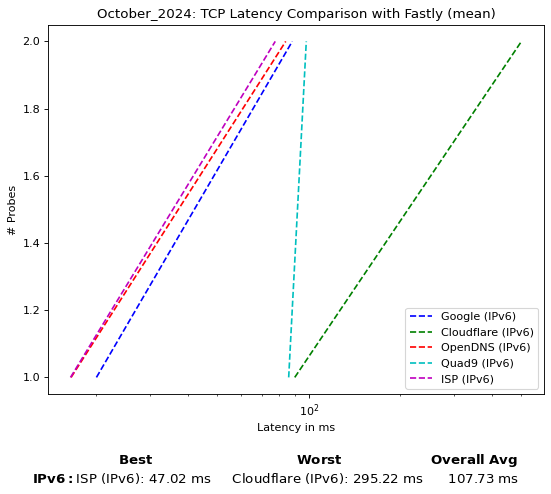 October_2024: TCP Latency Comparison with Fastly (mean)
2.0
1.8
1.6
1.4
1.2
1.0
# Probes
Google (IPv6)
Cloudflare (IPv6)
OpenDNS (IPv6)
Quad9 (IPv6)
ISP (IPv6)
10²
Latency in ms
Best Worst Overall Avg
IPv6: ISP (IPv6): 47.02 ms Cloudflare (IPv6): 295.22 ms 107.73 ms